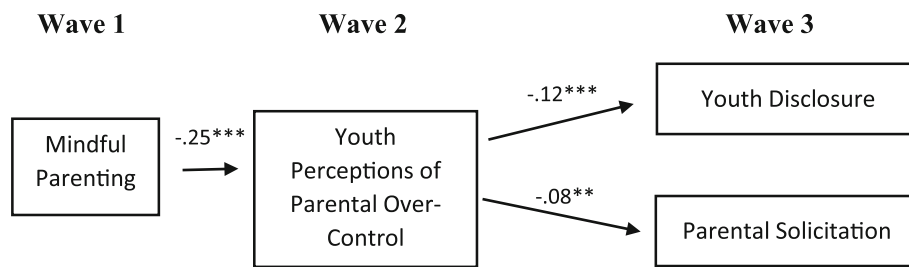 Wave 1
Wave 2
Wave 3
Mindful
Parenting
-.25***
Youth
Perceptions of
Parental Over-
Control
-.12***
-.08**
Youth Disclosure
Parental Solicitation